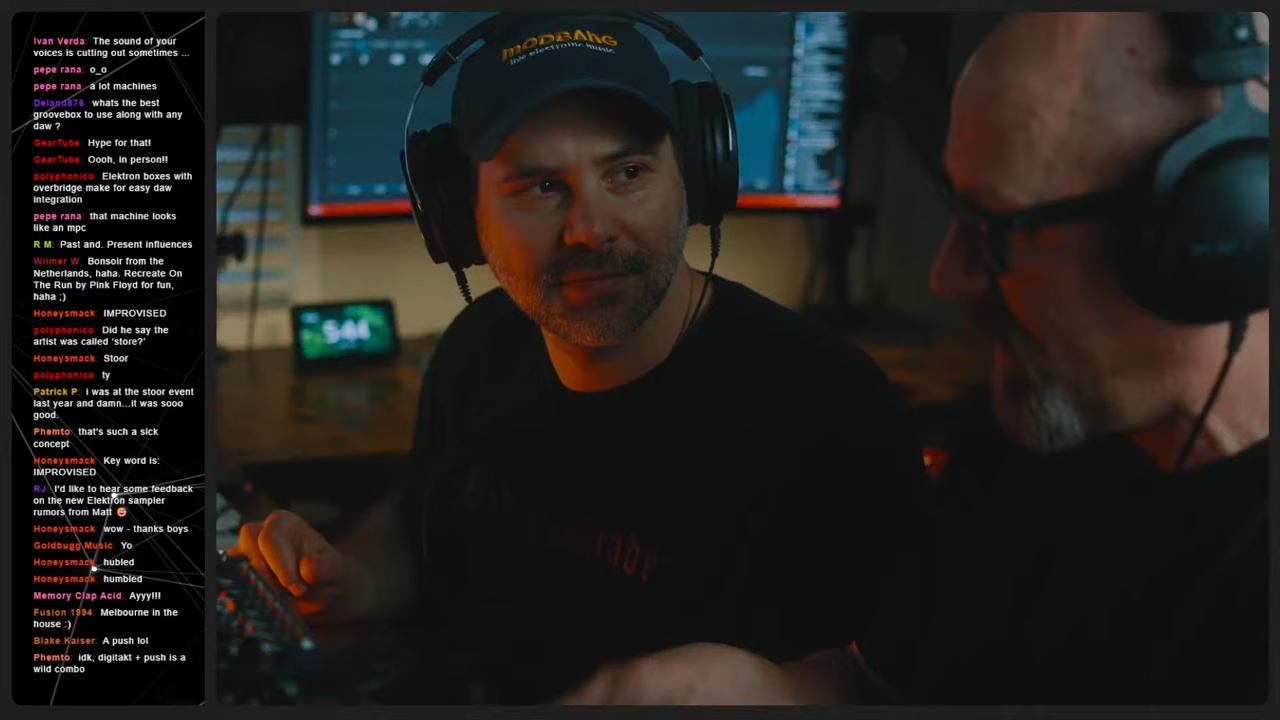 Ivan Verda: The sound of your
voices is cutting out sometimes ...
pepe rana: o_o
pepe rana: a lot machines
Deland876: whats the best
groovebox to use along with any
daw ?
GearTube: Hype for that!
GearTube: Oooh, in person!!
polyphonico: Elektron boxes with
overbridge make for easy daw
integration
pepe rana: that machine looks
like an mpc
R M: Past and. Present influences
Wilmer W: Bonsoir from the
Netherlands, haha. Recreate On
The Run by Pink Floyd for fun,
haha ;)
Honeysmack: IMPROVISED
polyphonico: Did he say the
artist was called 'store?'
Honeysmack: Stoor
polyphonico: ty
Patrick P: i was at the stoor event
last year and damn...it was sooo
good.
Phemto: that's such a sick
concept
Honeysmack: Key word is:
IMPROVISED
RJ: I'd like to hear some feedback
on the new Elektron sampler
rumors from Matt 🥰
Honeysmack: wow - thanks boys
Goldbugg Music: Yo
Honeysmack: hubled
Honeysmack: humbled
Memory Clap Acid: Ayyy!!!
Fusion 1994: Melbourne in the
house :)
Blake Kaiser: A push lol
Phemto: idk, digitakt + push is a
wild combo
MODBANG
live electronic music
5:44